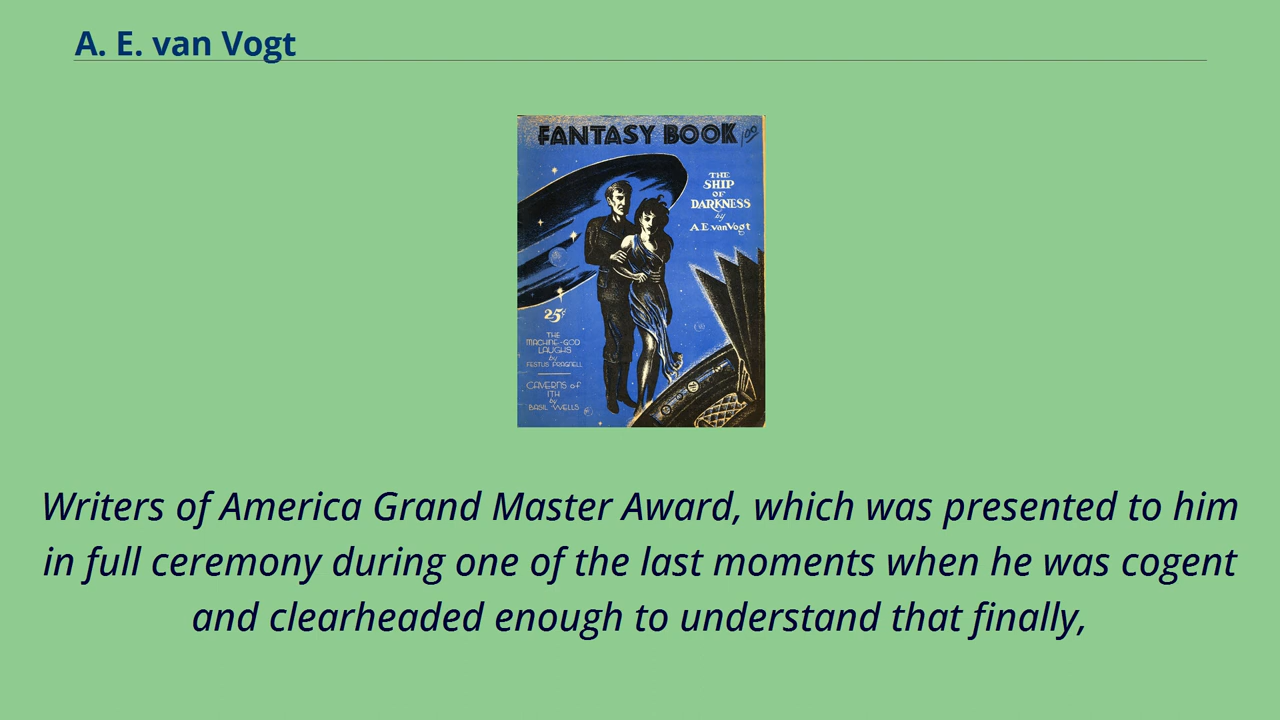 A. E. van Vogt
FANTASY BOOK
THE
SHIP
OF
DARKNESS
by
A.E. van Vogt
25¢
THE
MACHINE-GOD
LAUGHS
by
FESTUS PRAGNELL
CAVERNS of
ITH
by
BASIL WELLS
Writers of America Grand Master Award, which was presented to him
in full ceremony during one of the last moments when he was cogent
and clearheaded enough to understand that finally,